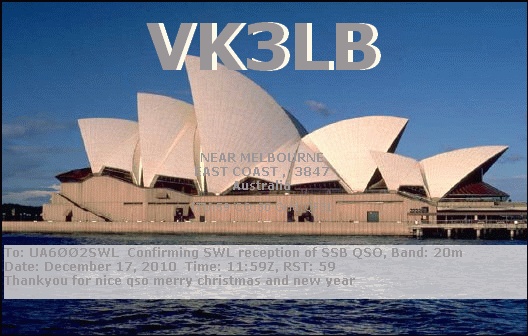 VK3LB
NEAR MELBOURNE
EAST COAST, 3847
Australia
To: UA6002SWL Confirming SWL reception of SSB QSO, Band: 20m
Date: December 17, 2010 Time: 11:59Z, RST: 59
Thankyou for nice qso merry christmas and new year